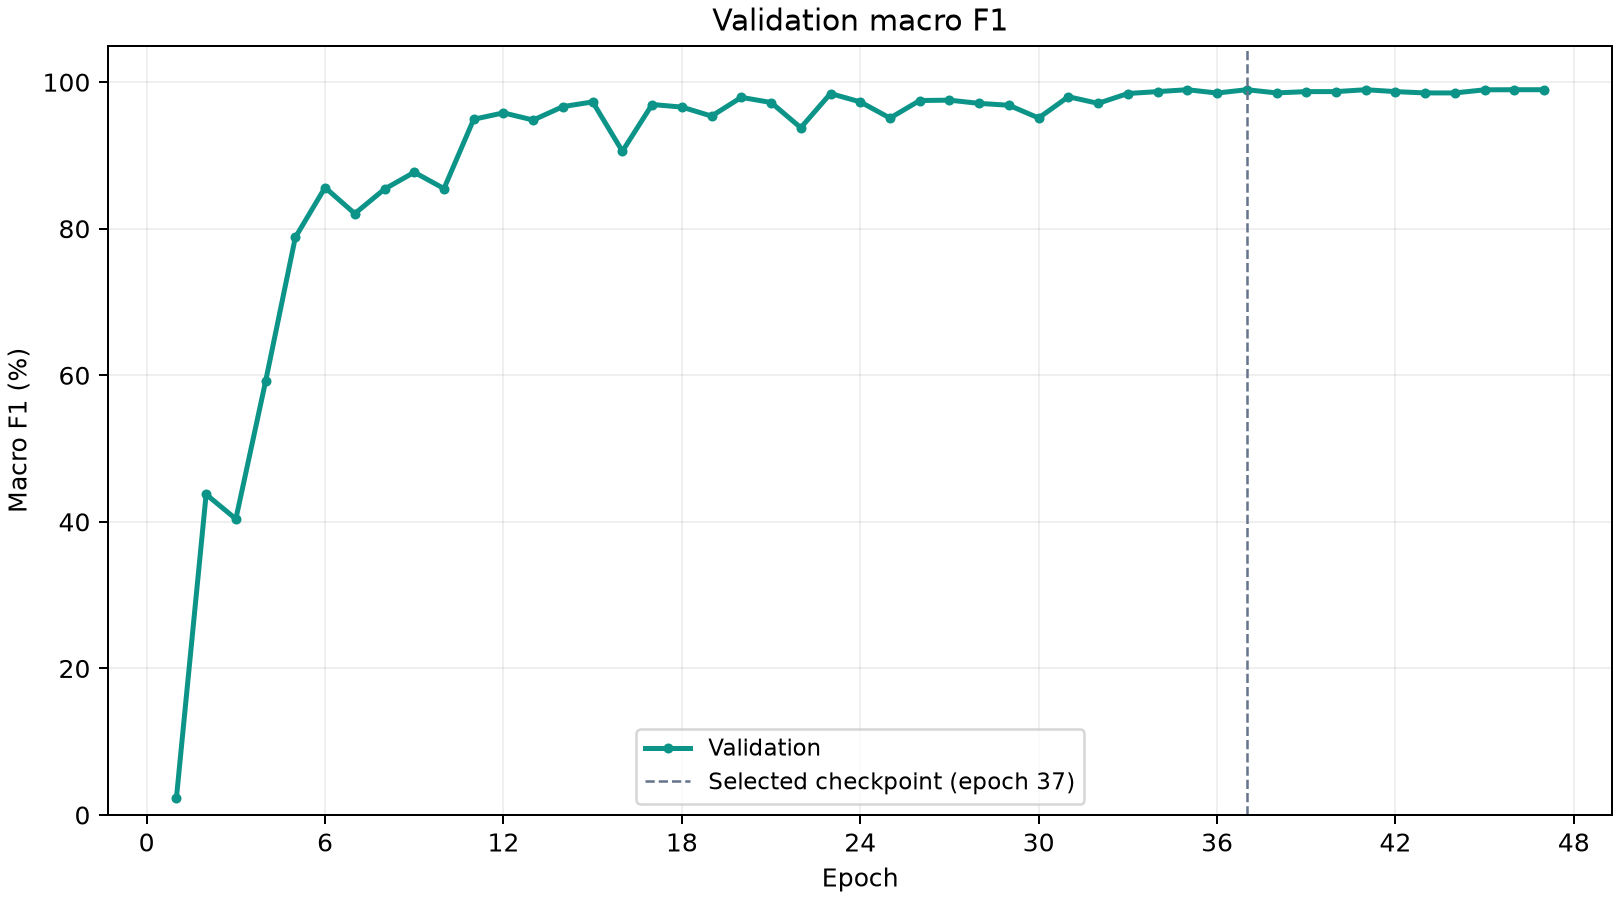 Validation macro F1
Macro F1 (%)
100
80
60
40
20
0
Validation
Selected checkpoint (epoch 37)
0 6 12 18 24 30 36 42 48
Epoch